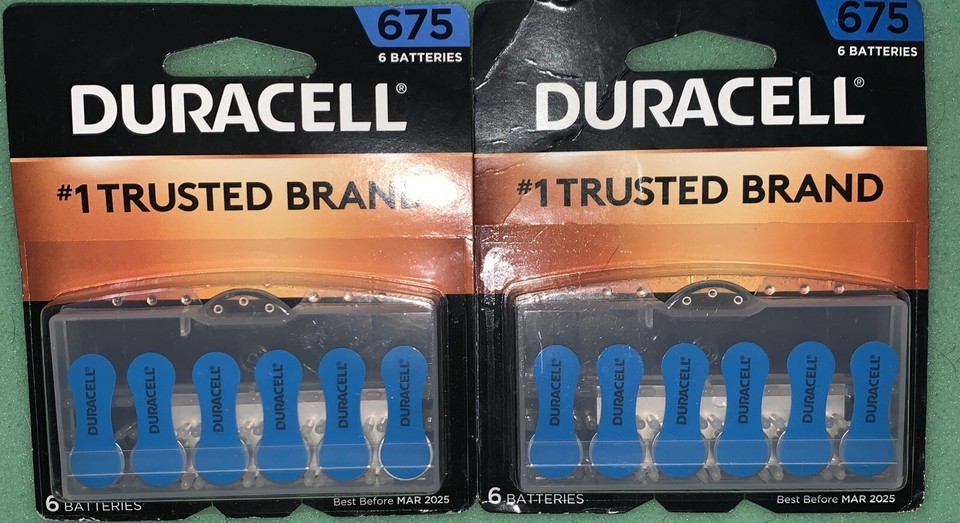 675
6 BATTERIES
DURACELL®
#1 TRUSTED BRAND
DURACELL
DURACELL
DURACELL
DURACELL
DURACELL
DURACELL
6 BATTERIES
Best Before MAR 2025
675
6 BATTERIES
DURACELL®
#1 TRUSTED BRAND
DURACELL
DURACELL
DURACELL
DURACELL
DURACELL
DURACELL
6 BATTERIES
Best Before MAR 2025